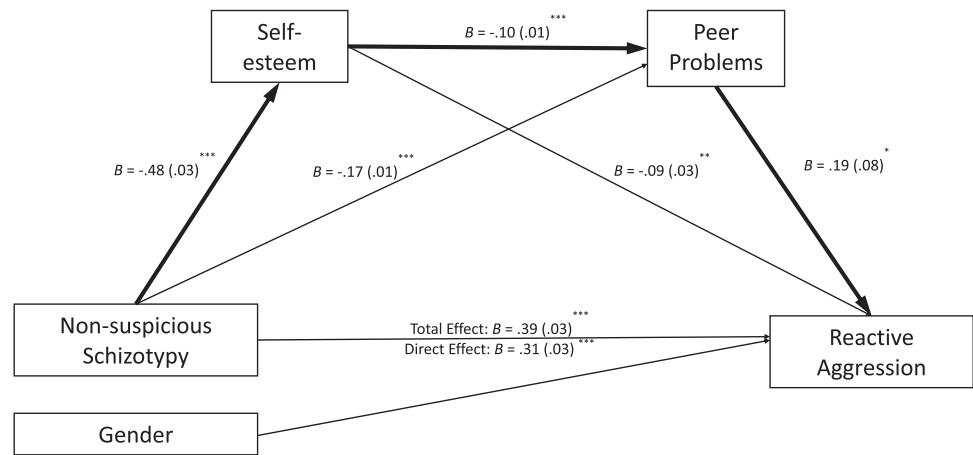 Self-
esteem
B = -.10 (.01)***
Peer
Problems
B = -.48 (.03)***
B = -.17 (.01)***
B = -.09 (.03)**
B = .19 (.08)*
Non-suspicious
Schizotypy
Total Effect: B = .39 (.03)***
Direct Effect: B = .31 (.03)***
Reactive
Aggression
Gender